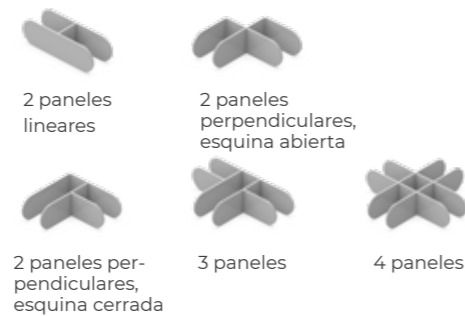 2 paneles
lineares
2 paneles
perpendiculares,
esquina abierta
2 paneles per-
pendiculares,
esquina cerrada
3 paneles
4 paneles